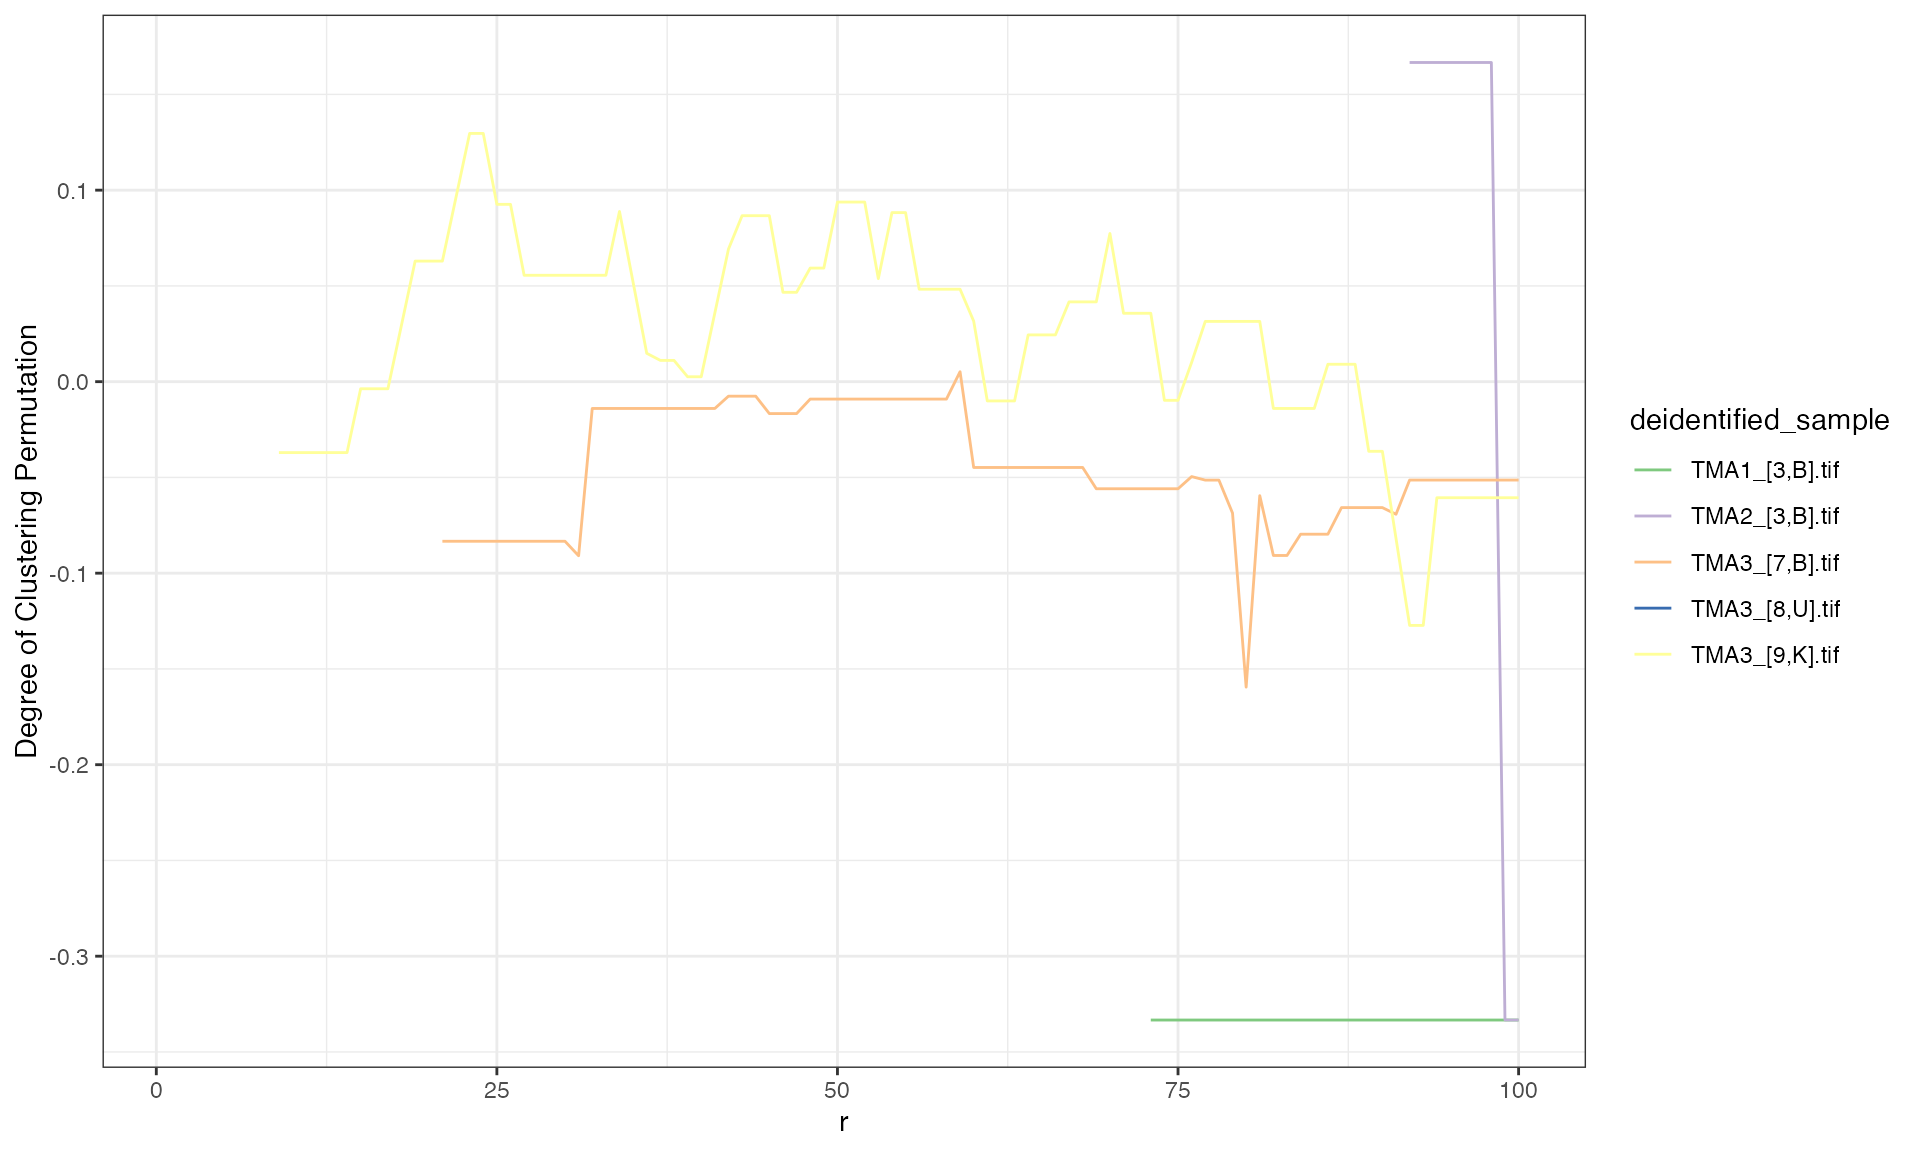 Degree of Clustering Permutation
0.1
0.0
-0.1
-0.2
-0.3
0
25
50
75
100
r
deidentified_sample
TMA1_[3,B].tif
TMA2_[3,B].tif
TMA3_[7,B].tif
TMA3_[8,U].tif
TMA3_[9,K].tif